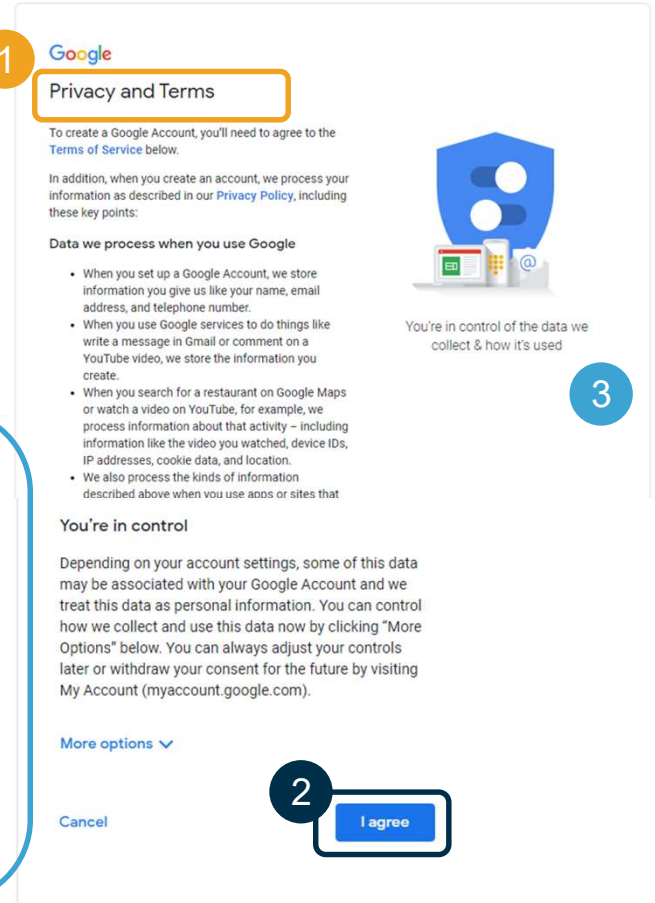 1
Google
Privacy and Terms
To create a Google Account, you'll need to agree to the
Terms of Service below.
In addition, when you create an account, we process your
information as described in our Privacy Policy, including
these key points:
Data we process when you use Google
• When you set up a Google Account, we store
information you give us like your name, email
address, and telephone number.
• When you use Google services to do things like
write a message in Gmail or comment on a
YouTube video, we store the information you
create.
• When you search for a restaurant on Google Maps
or watch a video on YouTube, for example, we
process information about that activity – including
information like the video you watched, device IDs,
IP addresses, cookie data, and location.
• We also process the kinds of information
described above when you use apps or sites that
@
You're in control of the data we
collect & how it's used
3
You're in control
Depending on your account settings, some of this data
may be associated with your Google Account and we
treat this data as personal information. You can control
how we collect and use this data now by clicking “More
Options” below. You can always adjust your controls
later or withdraw your consent for the future by visiting
My Account (myaccount.google.com).
More options
2
Cancel
I agree